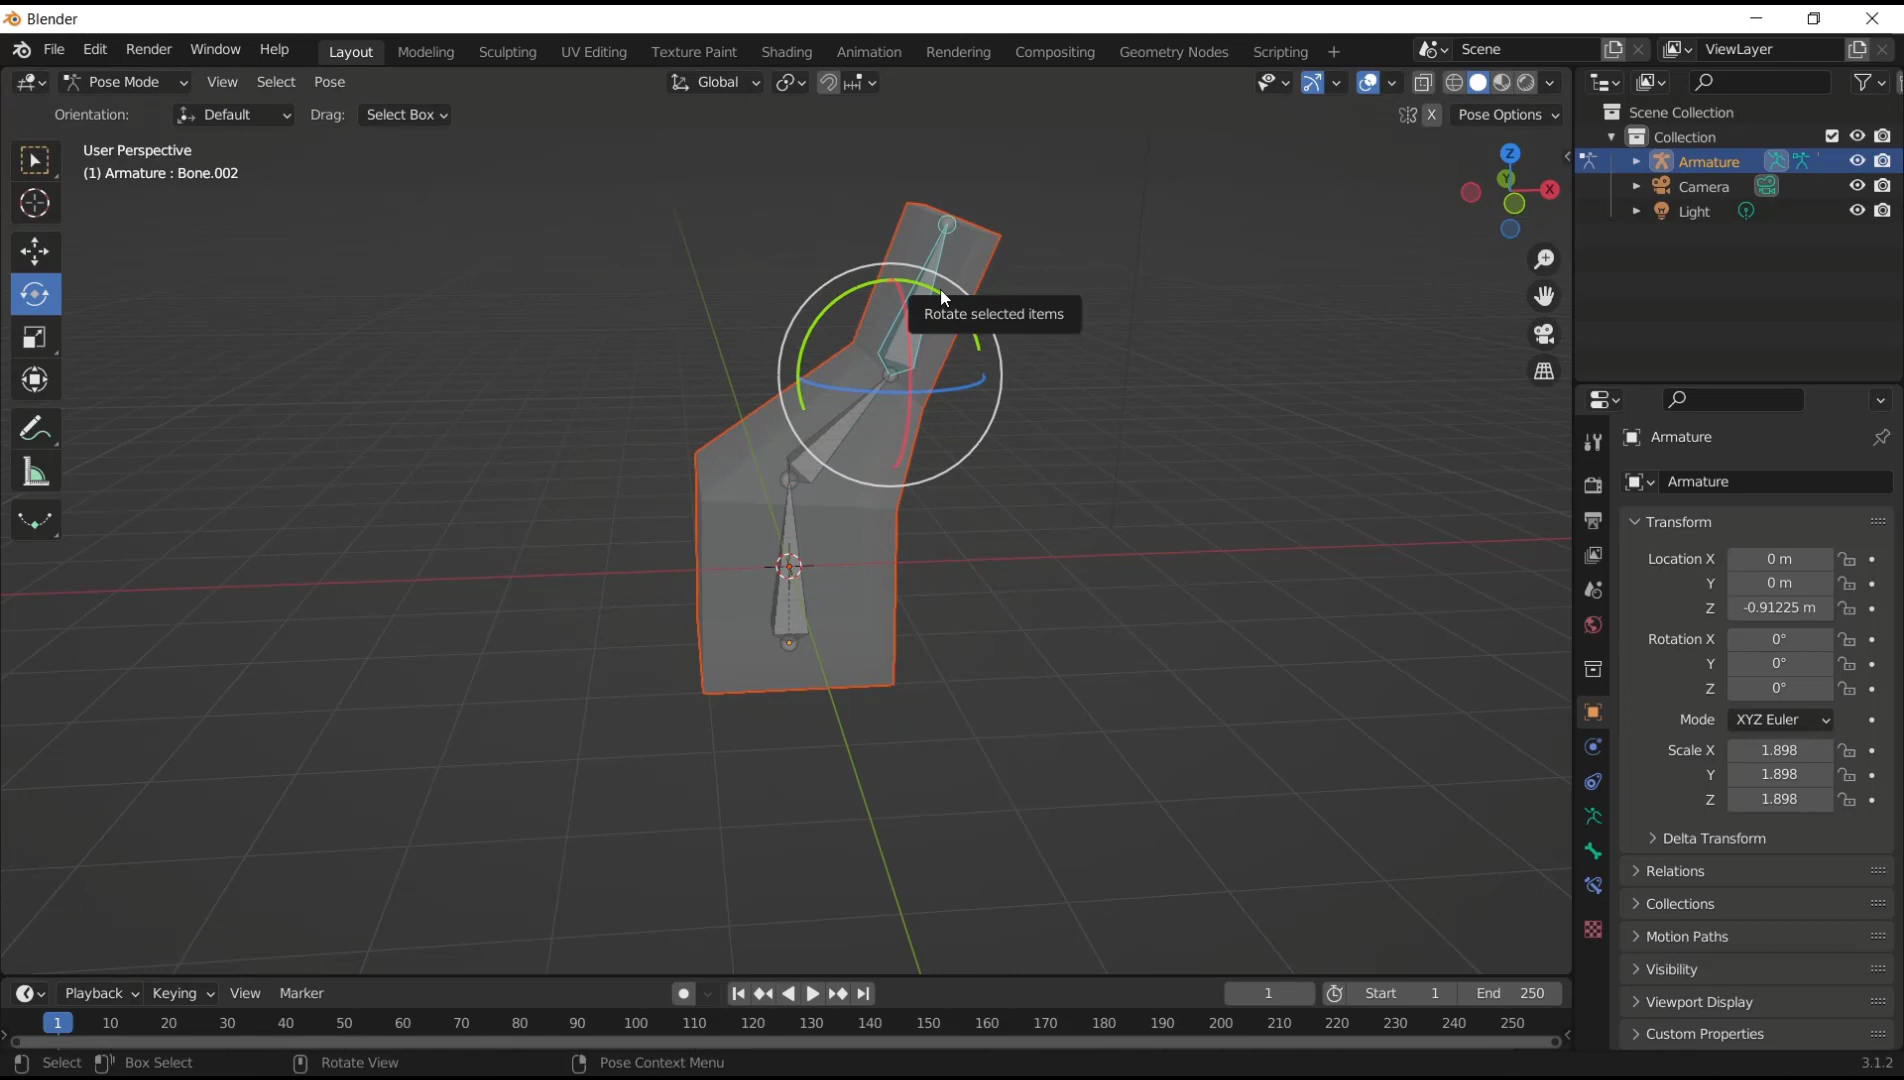 Blender
File Edit Render Window Help Layout Modeling Sculpting UV Editing Texture Paint Shading Animation Rendering Compositing Geometry Nodes Scripting + Scene ViewLayer
Pose Mode View Select Pose Global
Orientation: Default Drag: Select Box X Pose Options
User Perspective
(1) Armature : Bone.002
Z
Y
X
Rotate selected items
Scene Collection
Collection
Armature
Camera
Light
Armature
Armature
Transform
Location X 0 m
Y 0 m
Z -0.91225 m
Rotation X 0°
Y 0°
Z 0°
Mode XYZ Euler
Scale X 1.898
Y 1.898
Z 1.898
Delta Transform
Relations
Collections
Motion Paths
Visibility
Viewport Display
Custom Properties
Playback Keying View Marker 1 Start 1 End 250
1 10 20 30 40 50 60 70 80 90 100 110 120 130 140 150 160 170 180 190 200 210 220 230 240 250
Select Box Select Rotate View Pose Context Menu 3.1.2